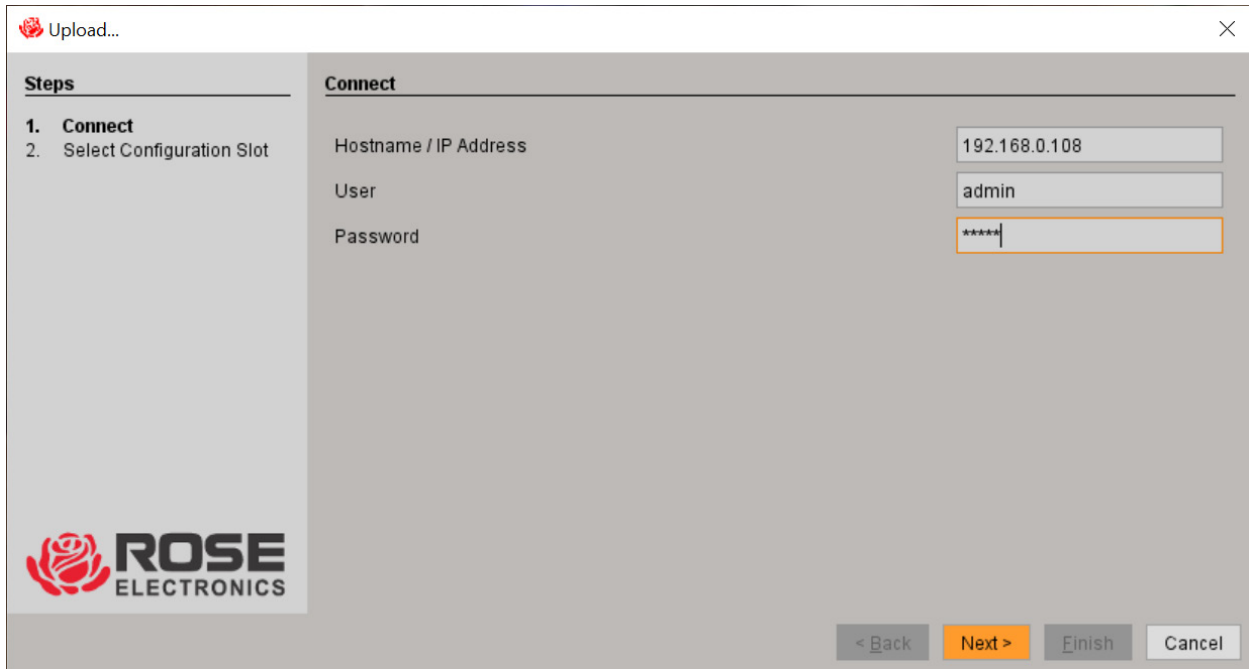 Upload...
Steps
1. Connect
2. Select Configuration Slot
Connect
Hostname / IP Address 192.168.0.108
User admin
Password *****
ROSE
ELECTRONICS
< Back Next > Finish Cancel